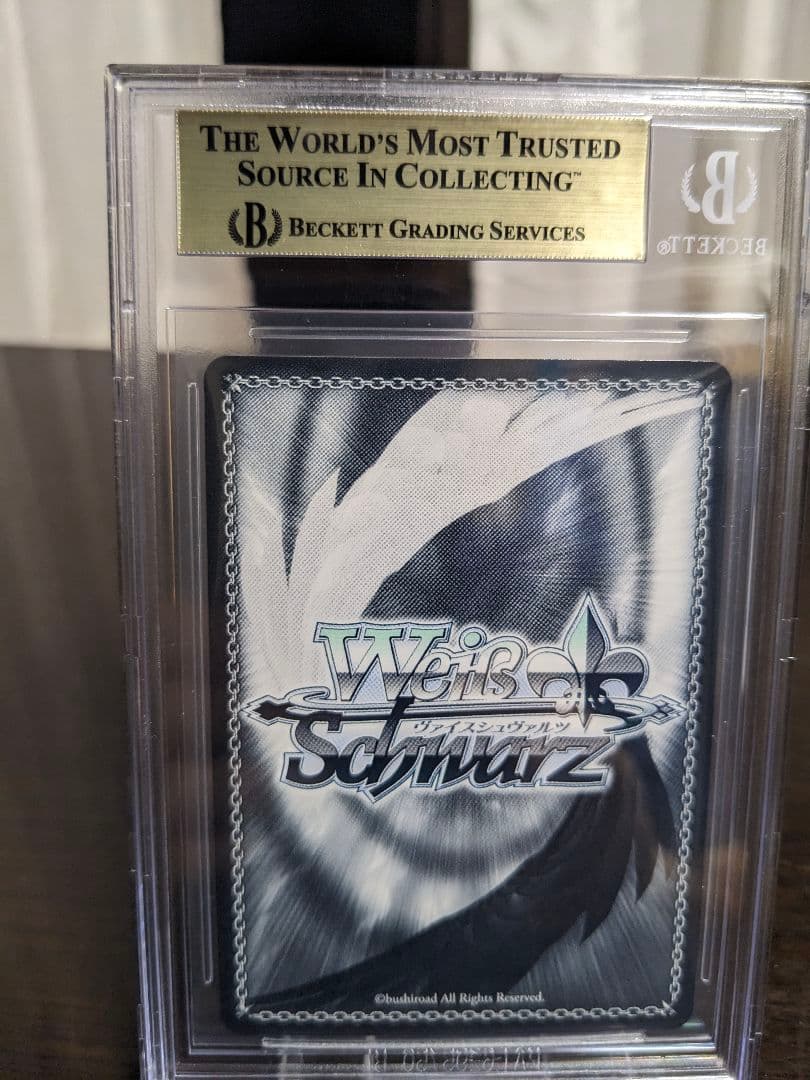 THE WORLD'S MOST TRUSTED
SOURCE IN COLLECTING™
B BECKETT GRADING SERVICES
B
BECKETT®
Weiß
ヴァイスシュヴァルツ
Schwarz
©bushiroad All Rights Reserved.